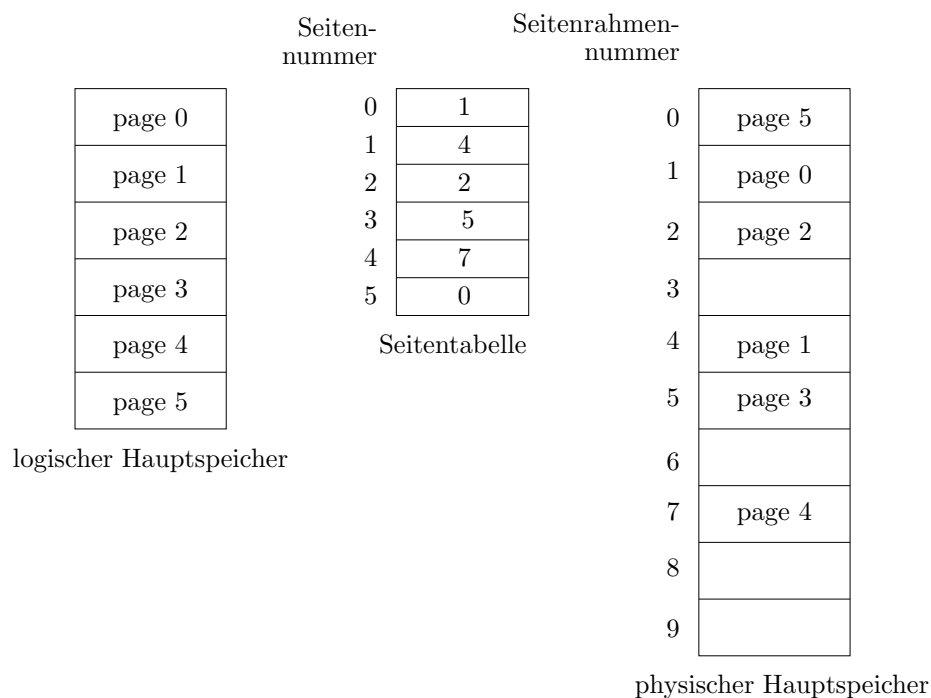 Seiten-
nummer
Seitenrahmen-
nummer
page 0
page 1
page 2
page 3
page 4
page 5
logischer Hauptspeicher
0 1
1 4
2 2
3 5
4 7
5 0
Seitentabelle
0 page 5
1 page 0
2 page 2
3
4 page 1
5 page 3
6
7 page 4
8
9
physischer Hauptspeicher